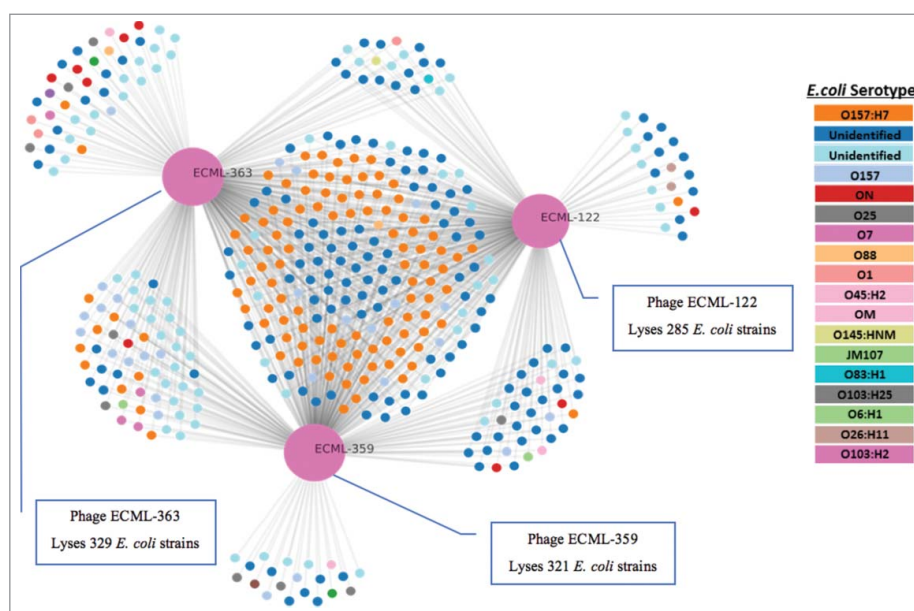 ECML-363
ECML-122
ECML-359
Phage ECML-122
Lyses 285 E. coli strains
Phage ECML-363
Lyses 329 E. coli strains
Phage ECML-359
Lyses 321 E. coli strains
E.coli Serotype
O157:H7
Unidentified
Unidentified
O157
ON
O25
O7
O88
O1
O45:H2
OM
O145:HNM
JM107
O83:H1
O103:H25
O6:H1
O26:H11
O103:H2